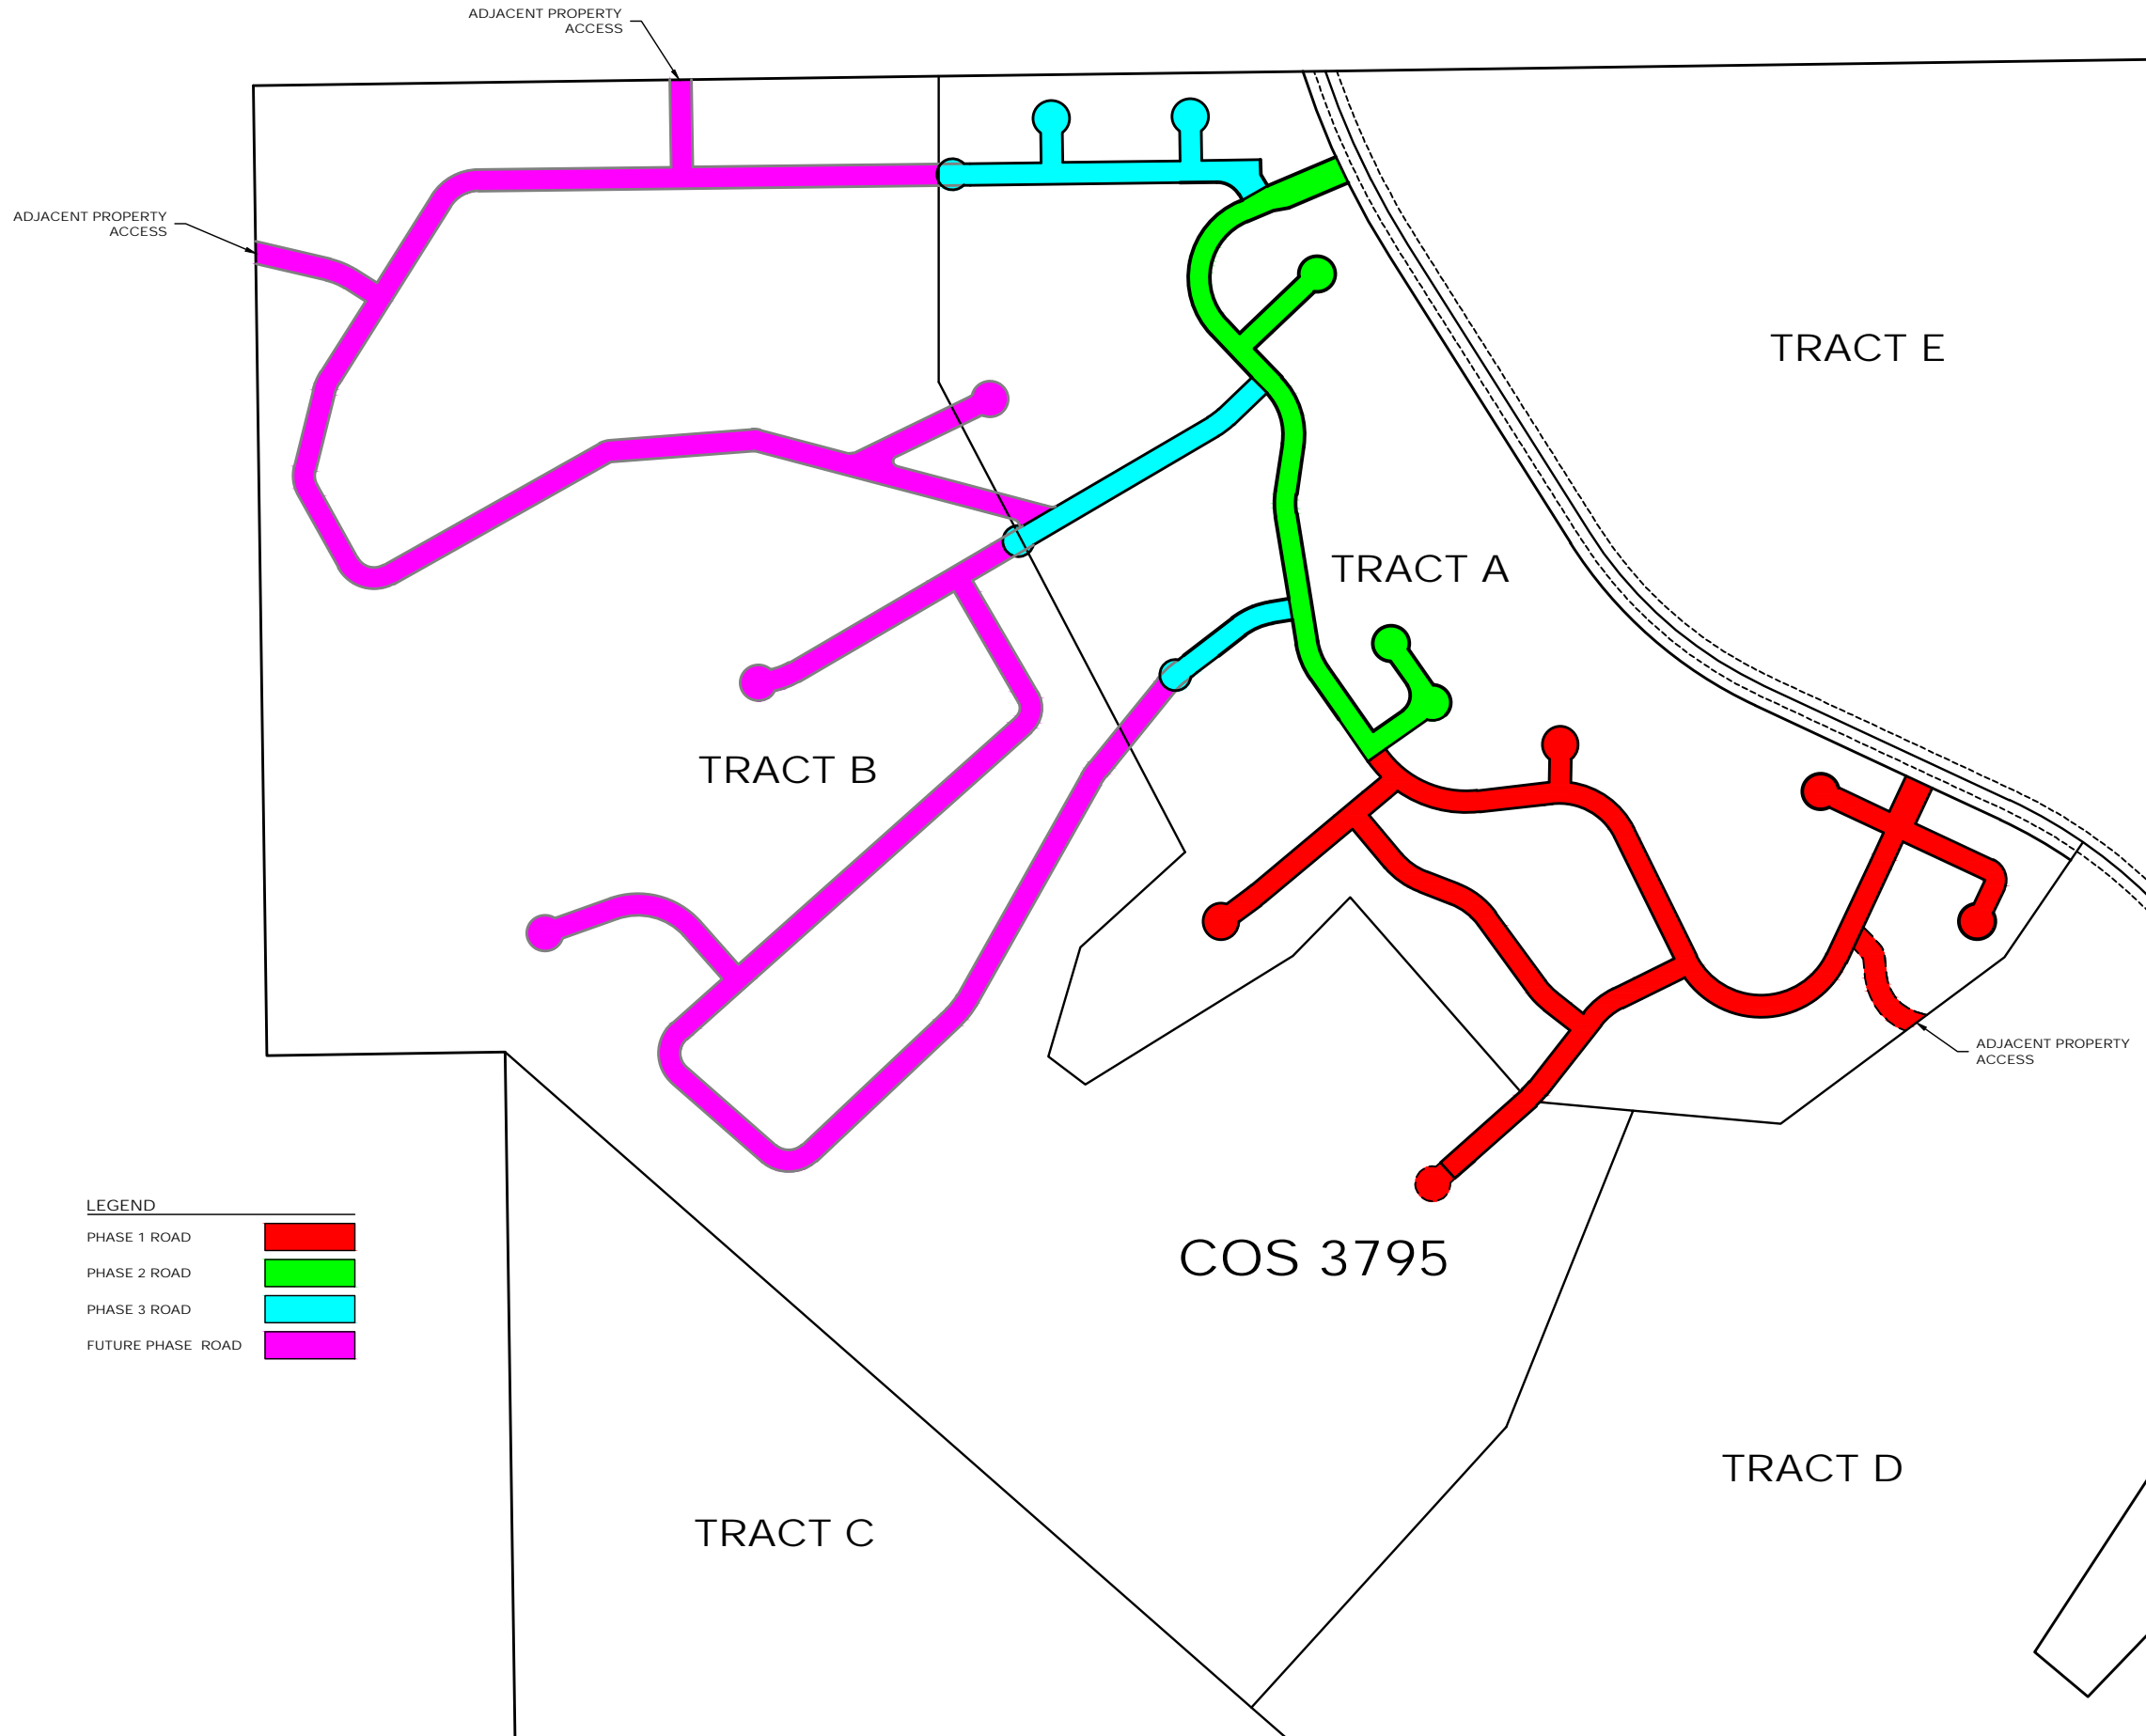 ADJACENT PROPERTY
ACCESS
ADJACENT PROPERTY
ACCESS
TRACT E
TRACT A
TRACT B
ADJACENT PROPERTY
ACCESS
LEGEND
PHASE 1 ROAD
PHASE 2 ROAD
PHASE 3 ROAD
FUTURE PHASE ROAD
COS 3795
TRACT D
TRACT C